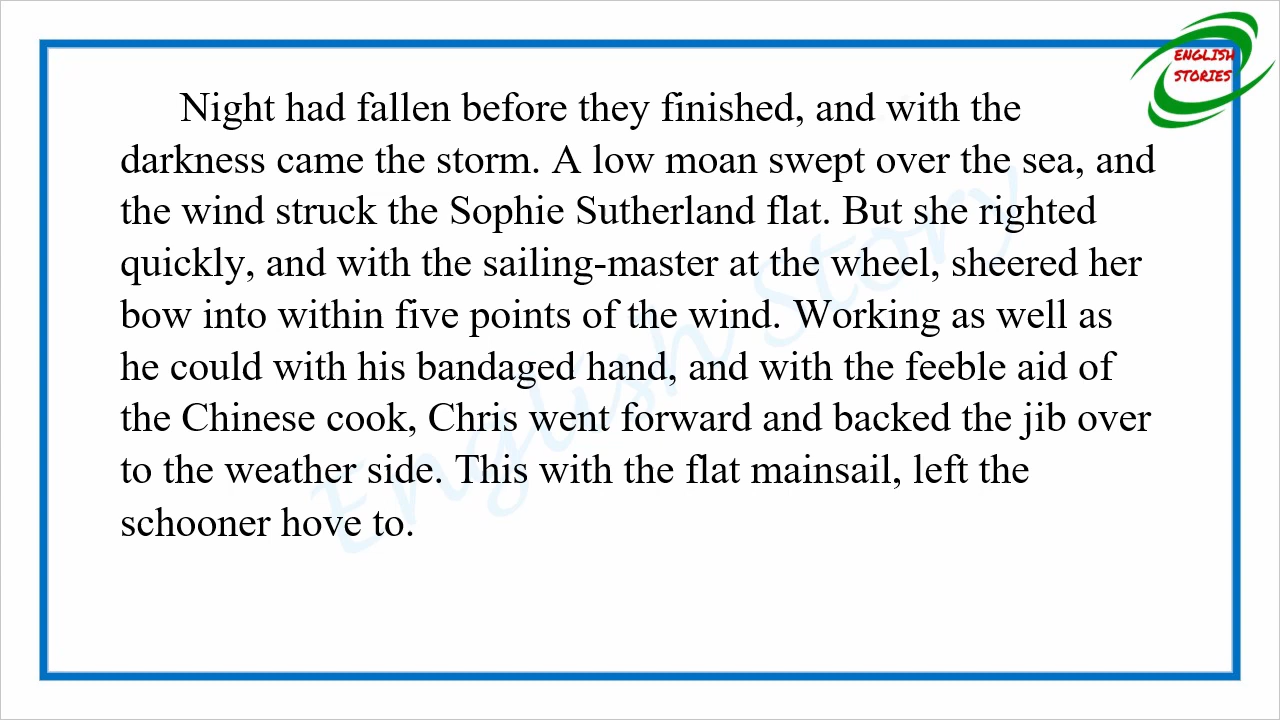 ENGLISH
STORIES
Night had fallen before they finished, and with the
darkness came the storm. A low moan swept over the sea, and
the wind struck the Sophie Sutherland flat. But she righted
quickly, and with the sailing-master at the wheel, sheered her
bow into within five points of the wind. Working as well as
he could with his bandaged hand, and with the feeble aid of
the Chinese cook, Chris went forward and backed the jib over
to the weather side. This with the flat mainsail, left the
schooner hove to.
English Story